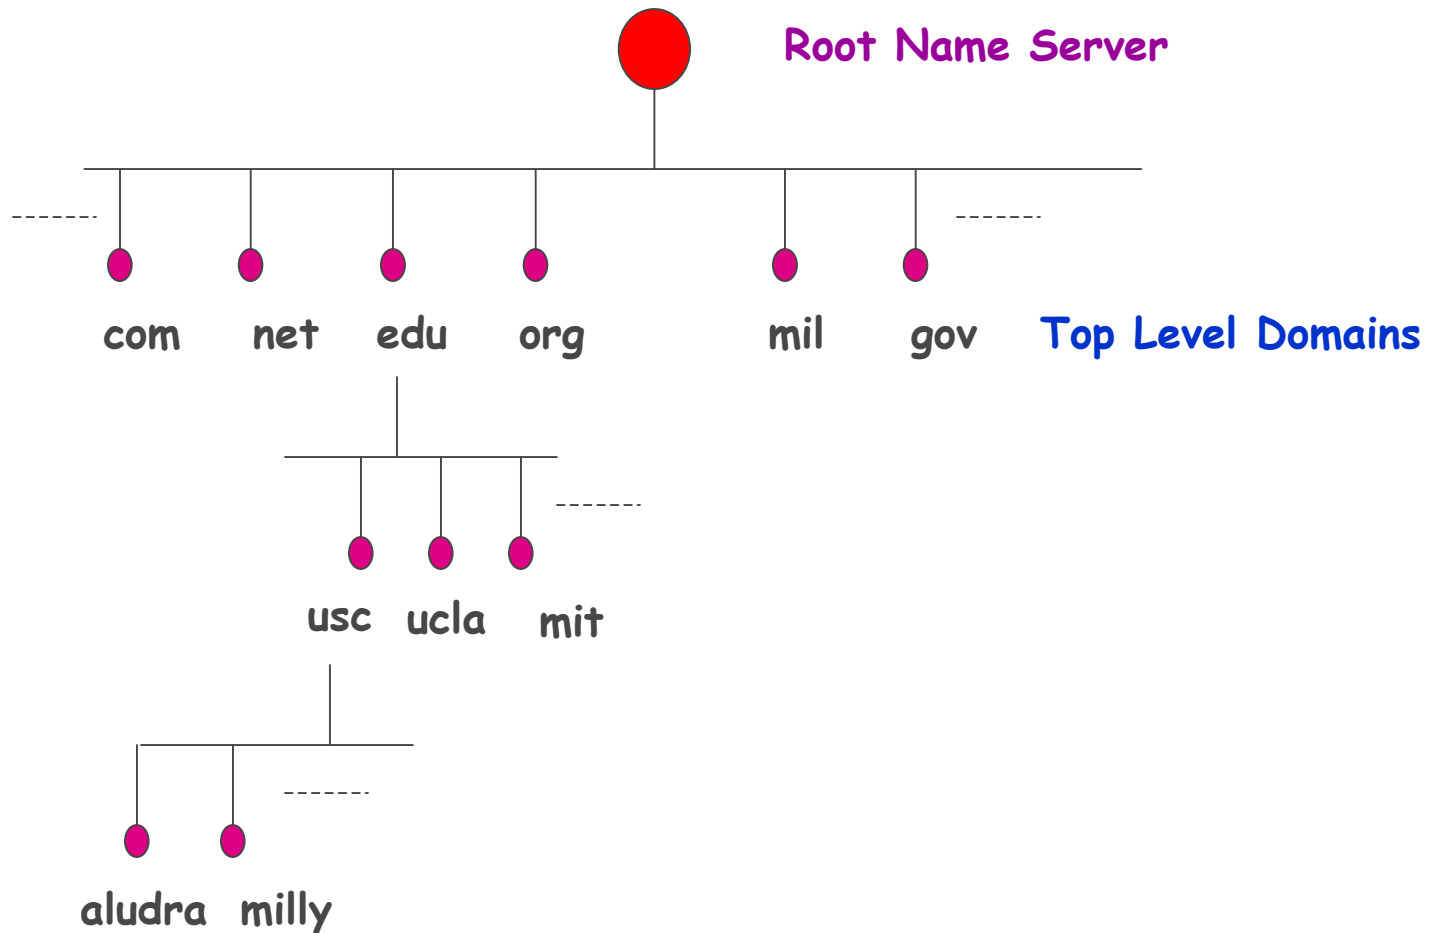 Root Name Server
com net edu org mil gov Top Level Domains
usc ucla mit
aludra milly